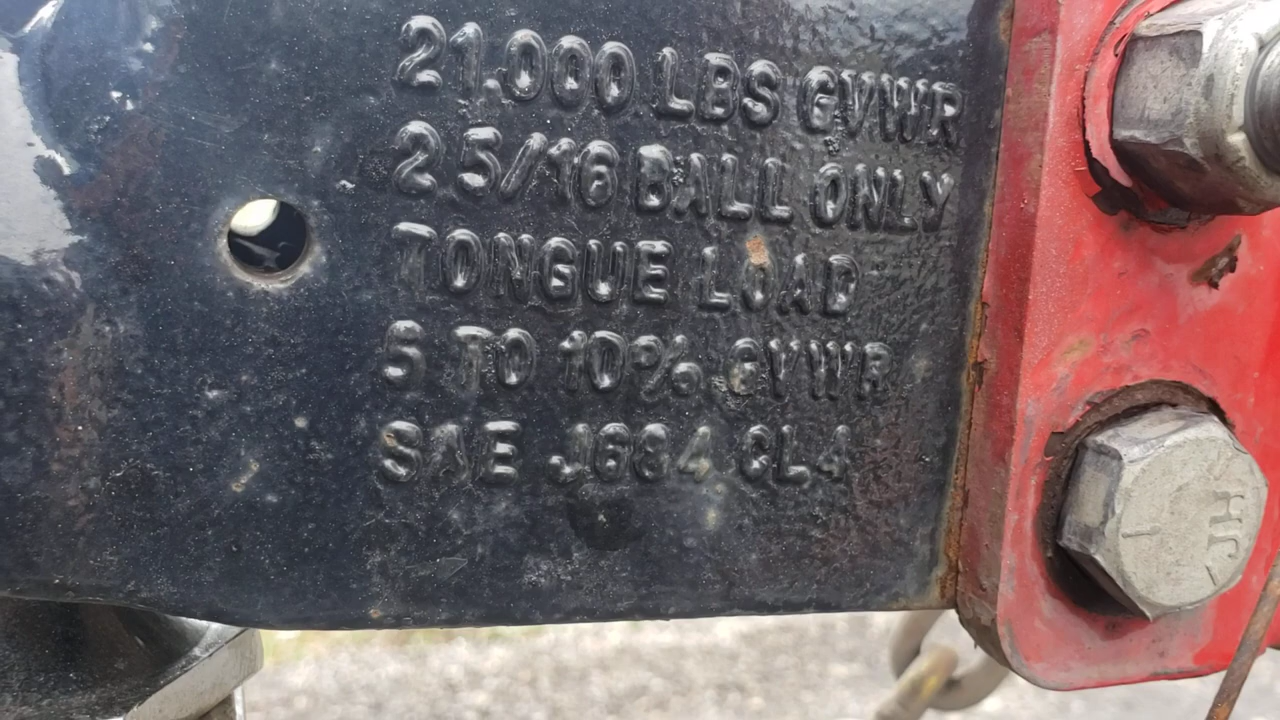 21.000 LBS GVWR
2 5/16 BALL ONLY
TONGUE LOAD
5 TO 10% GVWR
SAE J684 CL4